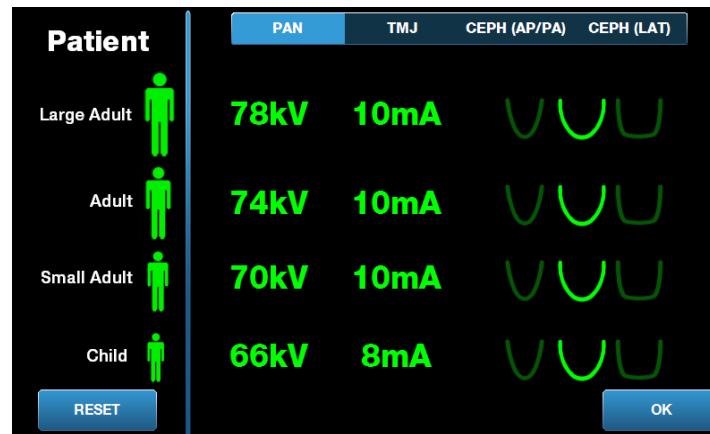 Patient
PAN TMJ CEPH (AP/PA) CEPH (LAT)
Large Adult 78kV 10mA
Adult 74kV 10mA
Small Adult 70kV 10mA
Child 66kV 8mA
RESET OK